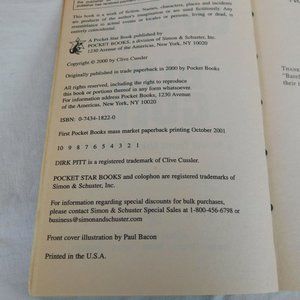 This book is a work of fiction. Names, characters, places and incidents
are products of the author's imagination or are used fictitiously. Any
resemblance to actual events or locales or persons, living or dead, is
entirely coincidental.
A Pocket Star Book published by
POCKET BOOKS, a division of Simon & Schuster, Inc.
1230 Avenue of the Americas, New York, NY 10020
Copyright © 2000 by Clive Cussler
Originally published in trade paperback in 2000 by Pocket Books
All rights reserved, including the right to reproduce
this book or portions thereof in any form whatsoever.
For information address Pocket Books, 1230 Avenue
of the Americas, New York, NY 10020
ISBN: 0-7434-1822-0
First Pocket Books mass market paperback printing October 2001
10 9 8 7 6 5 4 3 2 1
DIRK PITT is a registered trademark of Clive Cussler.
POCKET STAR BOOKS and colophon are registered trademarks of
Simon & Schuster, Inc.
For information regarding special discounts for bulk purchases,
please contact Simon & Schuster Special Sales at 1-800-456-6798 or
business@simonandschuster.com
Front cover illustration by Paul Bacon
Printed in the U.S.A.